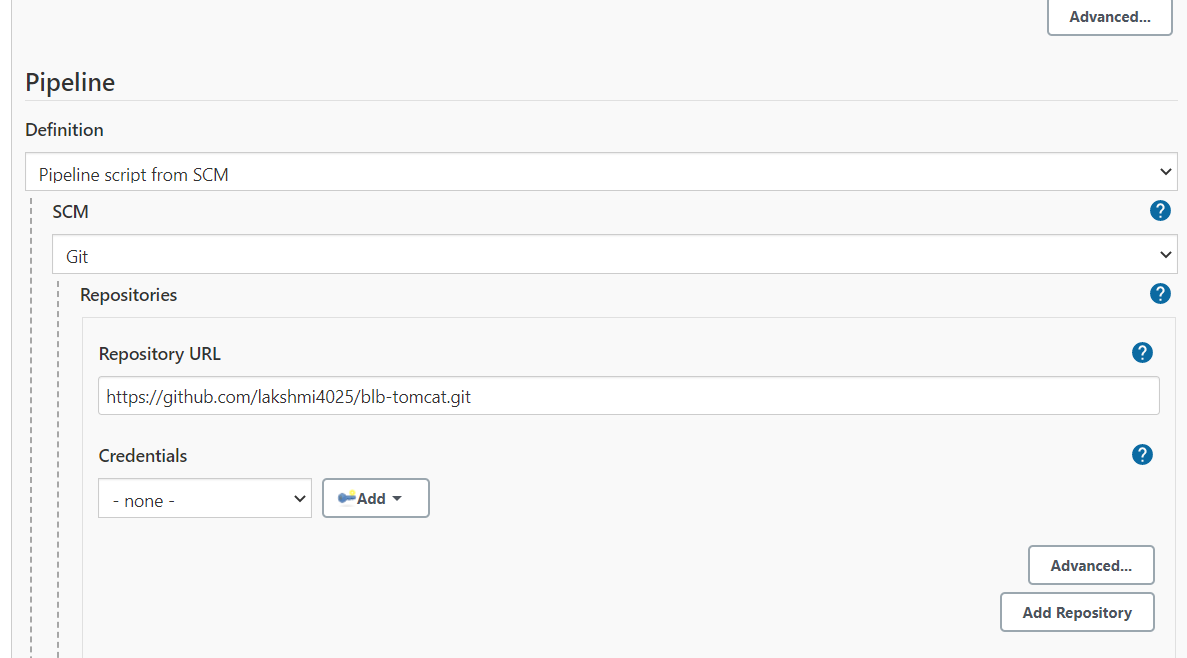 Advanced...
Pipeline
Definition
Pipeline script from SCM
SCM
?
Git
Repositories
?
Repository URL
?
https://github.com/lakshmi4025/blb-tomcat.git
Credentials
?
- none -
Add
Advanced...
Add Repository